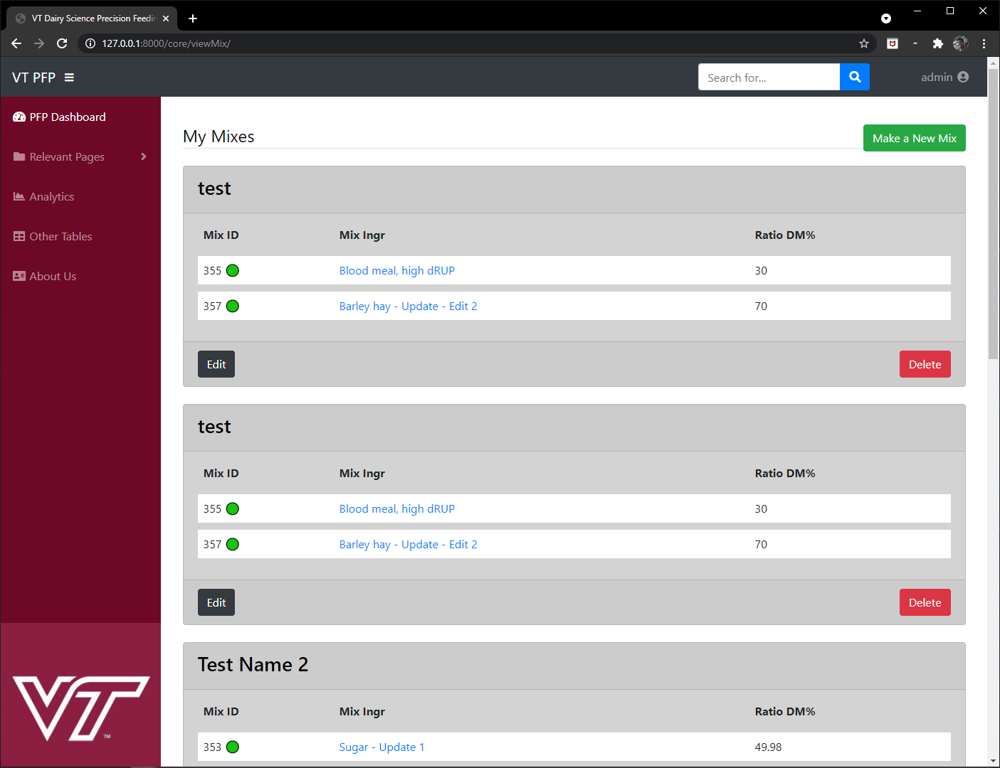 VT Dairy Science Precision Feedin
127.0.0.1:8000/core/viewMix/
VT PFP
Search for...
admin
PFP Dashboard
Relevant Pages
Analytics
Other Tables
About Us
My Mixes
Make a New Mix
test
Mix ID Mix Ingr Ratio DM%
355 Blood meal, high dRUP 30
357 Barley hay - Update - Edit 2 70
Edit Delete
test
Mix ID Mix Ingr Ratio DM%
355 Blood meal, high dRUP 30
357 Barley hay - Update - Edit 2 70
Edit Delete
Test Name 2
Mix ID Mix Ingr Ratio DM%
353 Sugar - Update 1 49.98
VT
TM